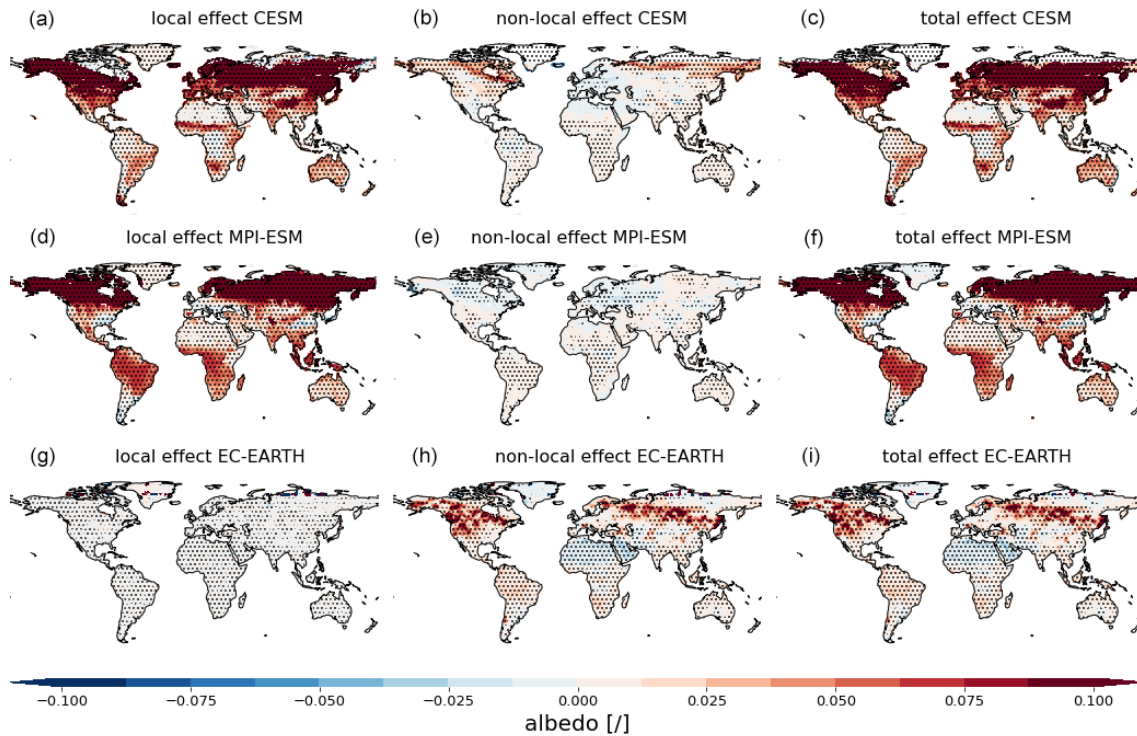 (a) local effect CESM
(b) non-local effect CESM
(c) total effect CESM
(d) local effect MPI-ESM
(e) non-local effect MPI-ESM
(f) total effect MPI-ESM
(g) local effect EC-EARTH
(h) non-local effect EC-EARTH
(i) total effect EC-EARTH
−0.100 −0.075 −0.050 −0.025 0.000 0.025 0.050 0.075 0.100
albedo [/]